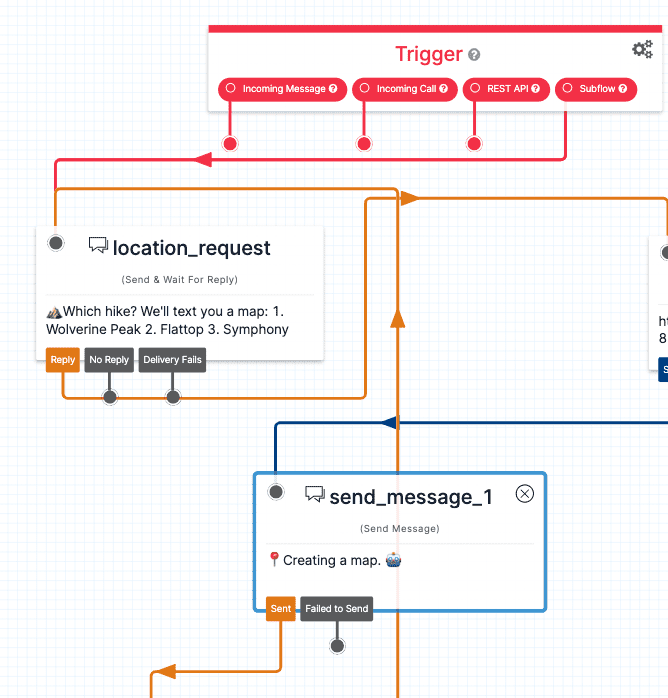 Trigger ?
Incoming Message ? Incoming Call ? REST API ? Subflow ?
location_request
(Send & Wait For Reply)
🏔️Which hike? We'll text you a map: 1.
Wolverine Peak 2. Flattop 3. Symphony
Reply No Reply Delivery Fails
8
send_message_1
(Send Message)
📍Creating a map. 🤖
Sent Failed to Send